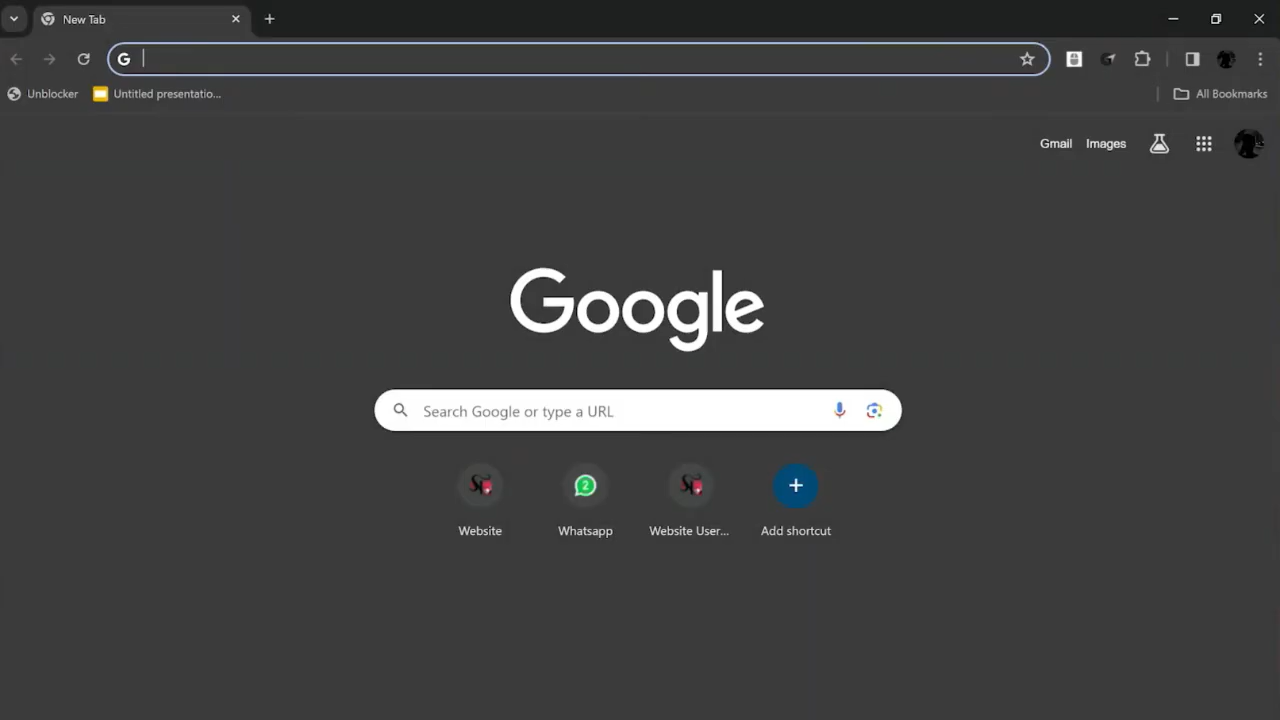 New Tab
Unblocker
Untitled presentatio...
All Bookmarks
Gmail
Images
Google
Search Google or type a URL
2
Website
Whatsapp
Website User...
Add shortcut